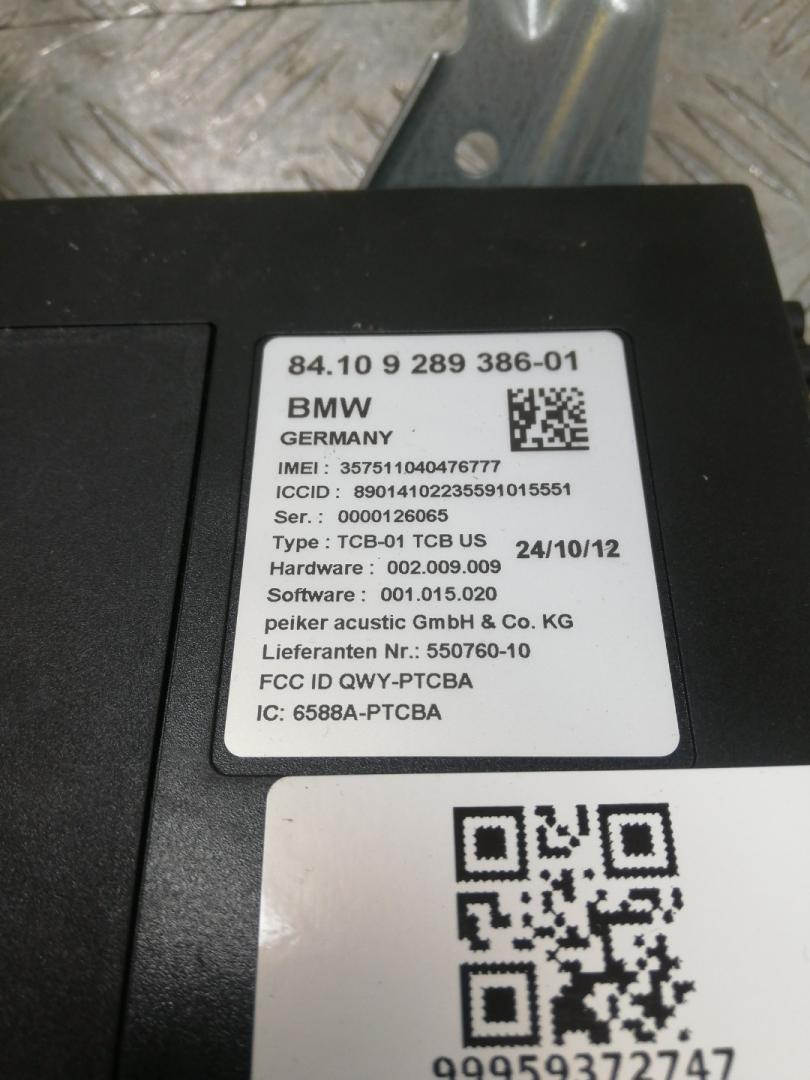 84.10 9 289 386-01
BMW
GERMANY
IMEI : 357511040476777
ICCID : 89014102235591015551
Ser. : 0000126065
Type : TCB-01 TCB US 24/10/12
Hardware : 002.009.009
Software : 001.015.020
peiker acustic GmbH & Co. KG
Lieferanten Nr.: 550760-10
FCC ID QWY-PTCBA
IC: 6588A-PTCBA
99959372747